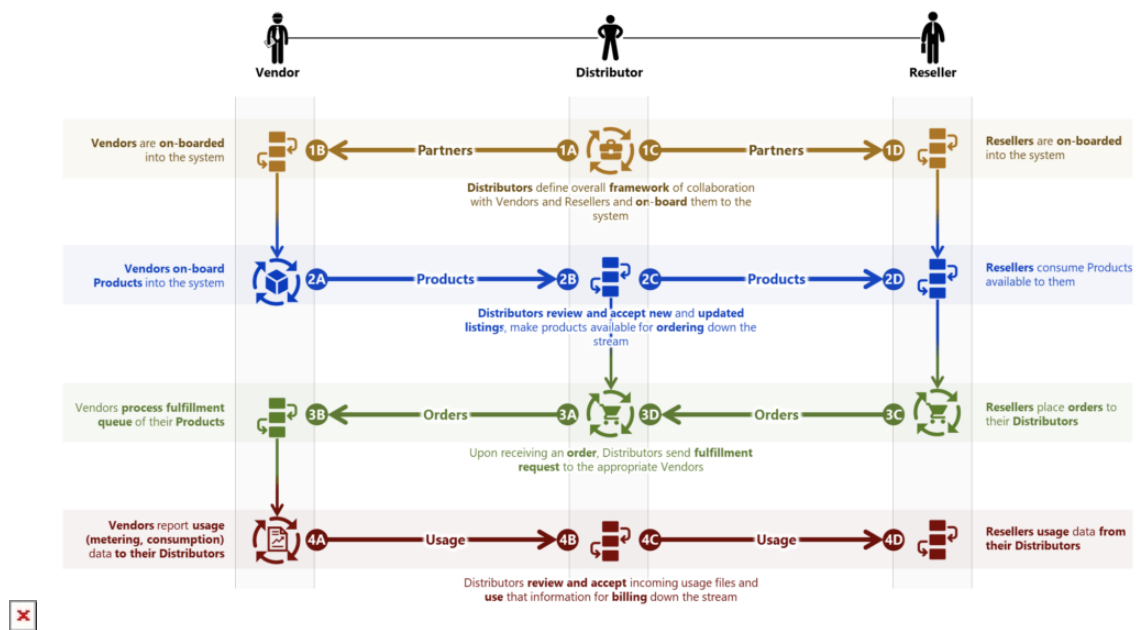 Vendor
Distributor
Reseller
Vendors are on-boarded
into the system
1B
Partners
1A
1C
Partners
1D
Resellers are on-boarded
into the system
Distributors define overall framework of collaboration
with Vendors and Resellers and on-board them to the
system
Vendors on-board
Products into the system
2A
Products
2B
2C
Products
2D
Resellers consume Products
available to them
Distributors review and accept new and updated
listings, make products available for ordering down the
stream
Vendors process fulfillment
queue of their Products
3B
Orders
3A
3D
Orders
3C
Resellers place orders to
their Distributors
Upon receiving an order, Distributors send fulfillment
request to the appropriate Vendors
Vendors report usage
(metering, consumption)
data to their Distributors
4A
Usage
4B
4C
Usage
4D
Resellers usage data from
their Distributors
Distributors review and accept incoming usage files and
use that information for billing down the stream